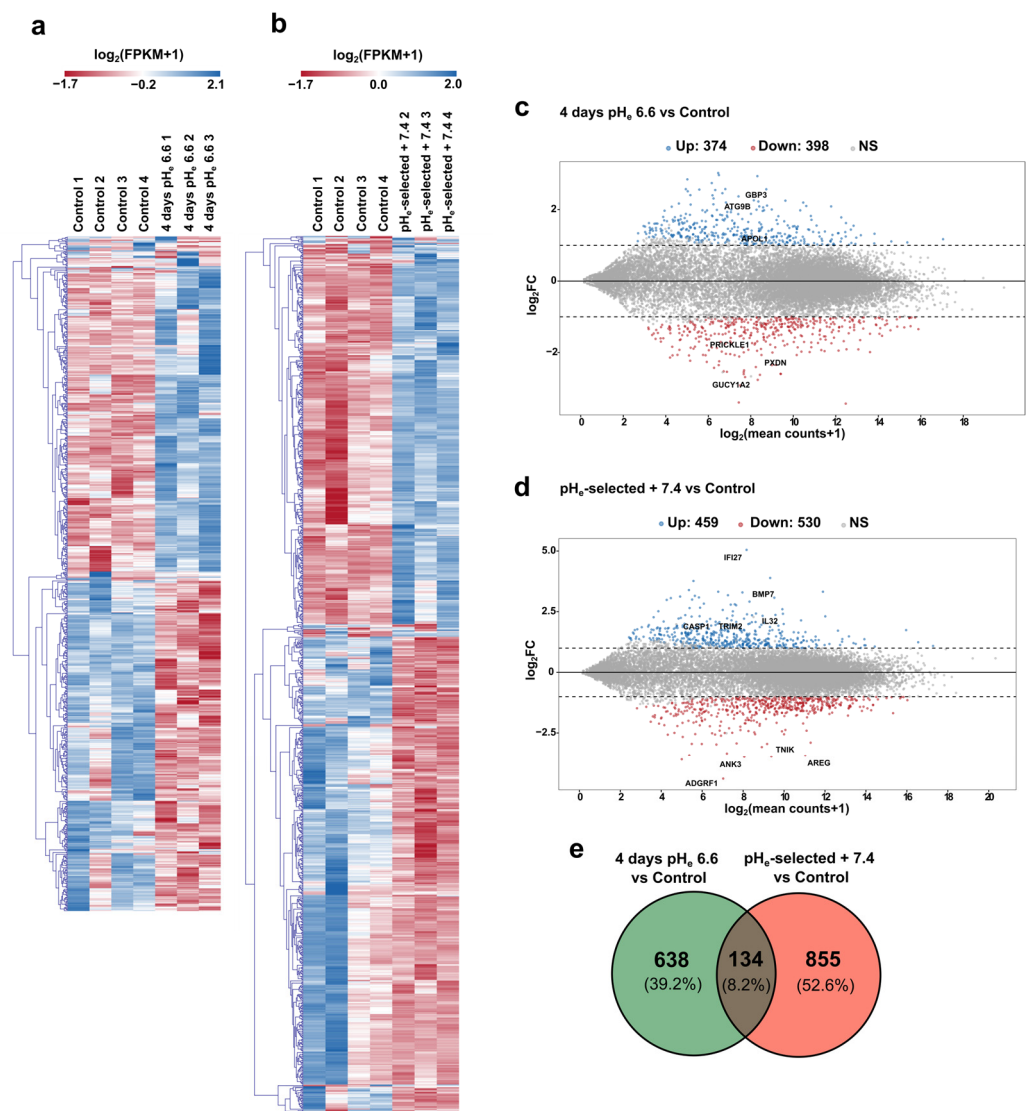 a
log₂(FPKM+1)
−1.7 −0.2 2.1
Control 1
Control 2
Control 3
Control 4
4 days pHₑ 6.6 1
4 days pHₑ 6.6 2
4 days pHₑ 6.6 3
b
log₂(FPKM+1)
−1.7 0.0 2.0
Control 1
Control 2
Control 3
Control 4
pHₑ-selected + 7.4 2
pHₑ-selected + 7.4 3
pHₑ-selected + 7.4 4
c
4 days pHₑ 6.6 vs Control
Up: 374 Down: 398 NS
log₂FC
2
0
−2
GBP3
ATG9B
APOL1
PRICKLE1
PXDN
GUCY1A2
0 2 4 6 8 10 12 14 16 18
log₂(mean counts+1)
d
pHₑ-selected + 7.4 vs Control
Up: 459 Down: 530 NS
log₂FC
5.0
2.5
0
−2.5
IFI27
BMP7
CASP1 TRIM2 IL32
TNIK
ANK3 AREG
ADGRF1
0 2 4 6 8 10 12 14 16 18 20
log₂(mean counts+1)
e
4 days pHₑ 6.6
vs Control
pHₑ-selected + 7.4
vs Control
638 134 855
(39.2%) (8.2%) (52.6%)